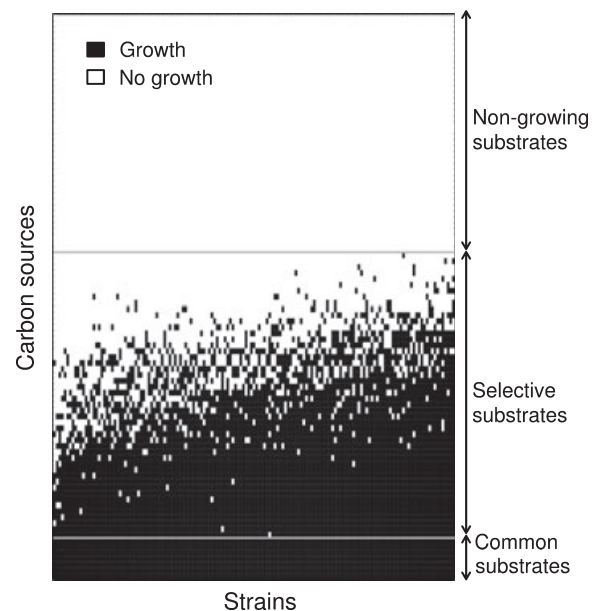 Growth
No growth
Non-growing
substrates
Carbon sources
Selective
substrates
Common
substrates
Strains